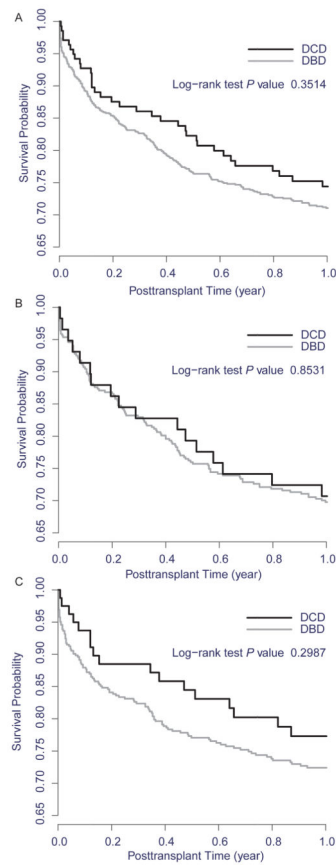 A
1.00
0.95
0.90
0.85
0.80
0.75
0.70
0.65
Survival Probability
DCD
DBD
Log−rank test P value 0.3514
0.0 0.2 0.4 0.6 0.8 1.0
Posttransplant Time (year)
B
1.00
0.95
0.90
0.85
0.80
0.75
0.70
0.65
Survival Probability
DCD
DBD
Log−rank test P value 0.8531
0.0 0.2 0.4 0.6 0.8 1.0
Posttransplant Time (year)
C
1.00
0.95
0.90
0.85
0.80
0.75
0.70
0.65
Survival Probability
DCD
DBD
Log−rank test P value 0.2987
0.0 0.2 0.4 0.6 0.8 1.0
Posttransplant Time (year)